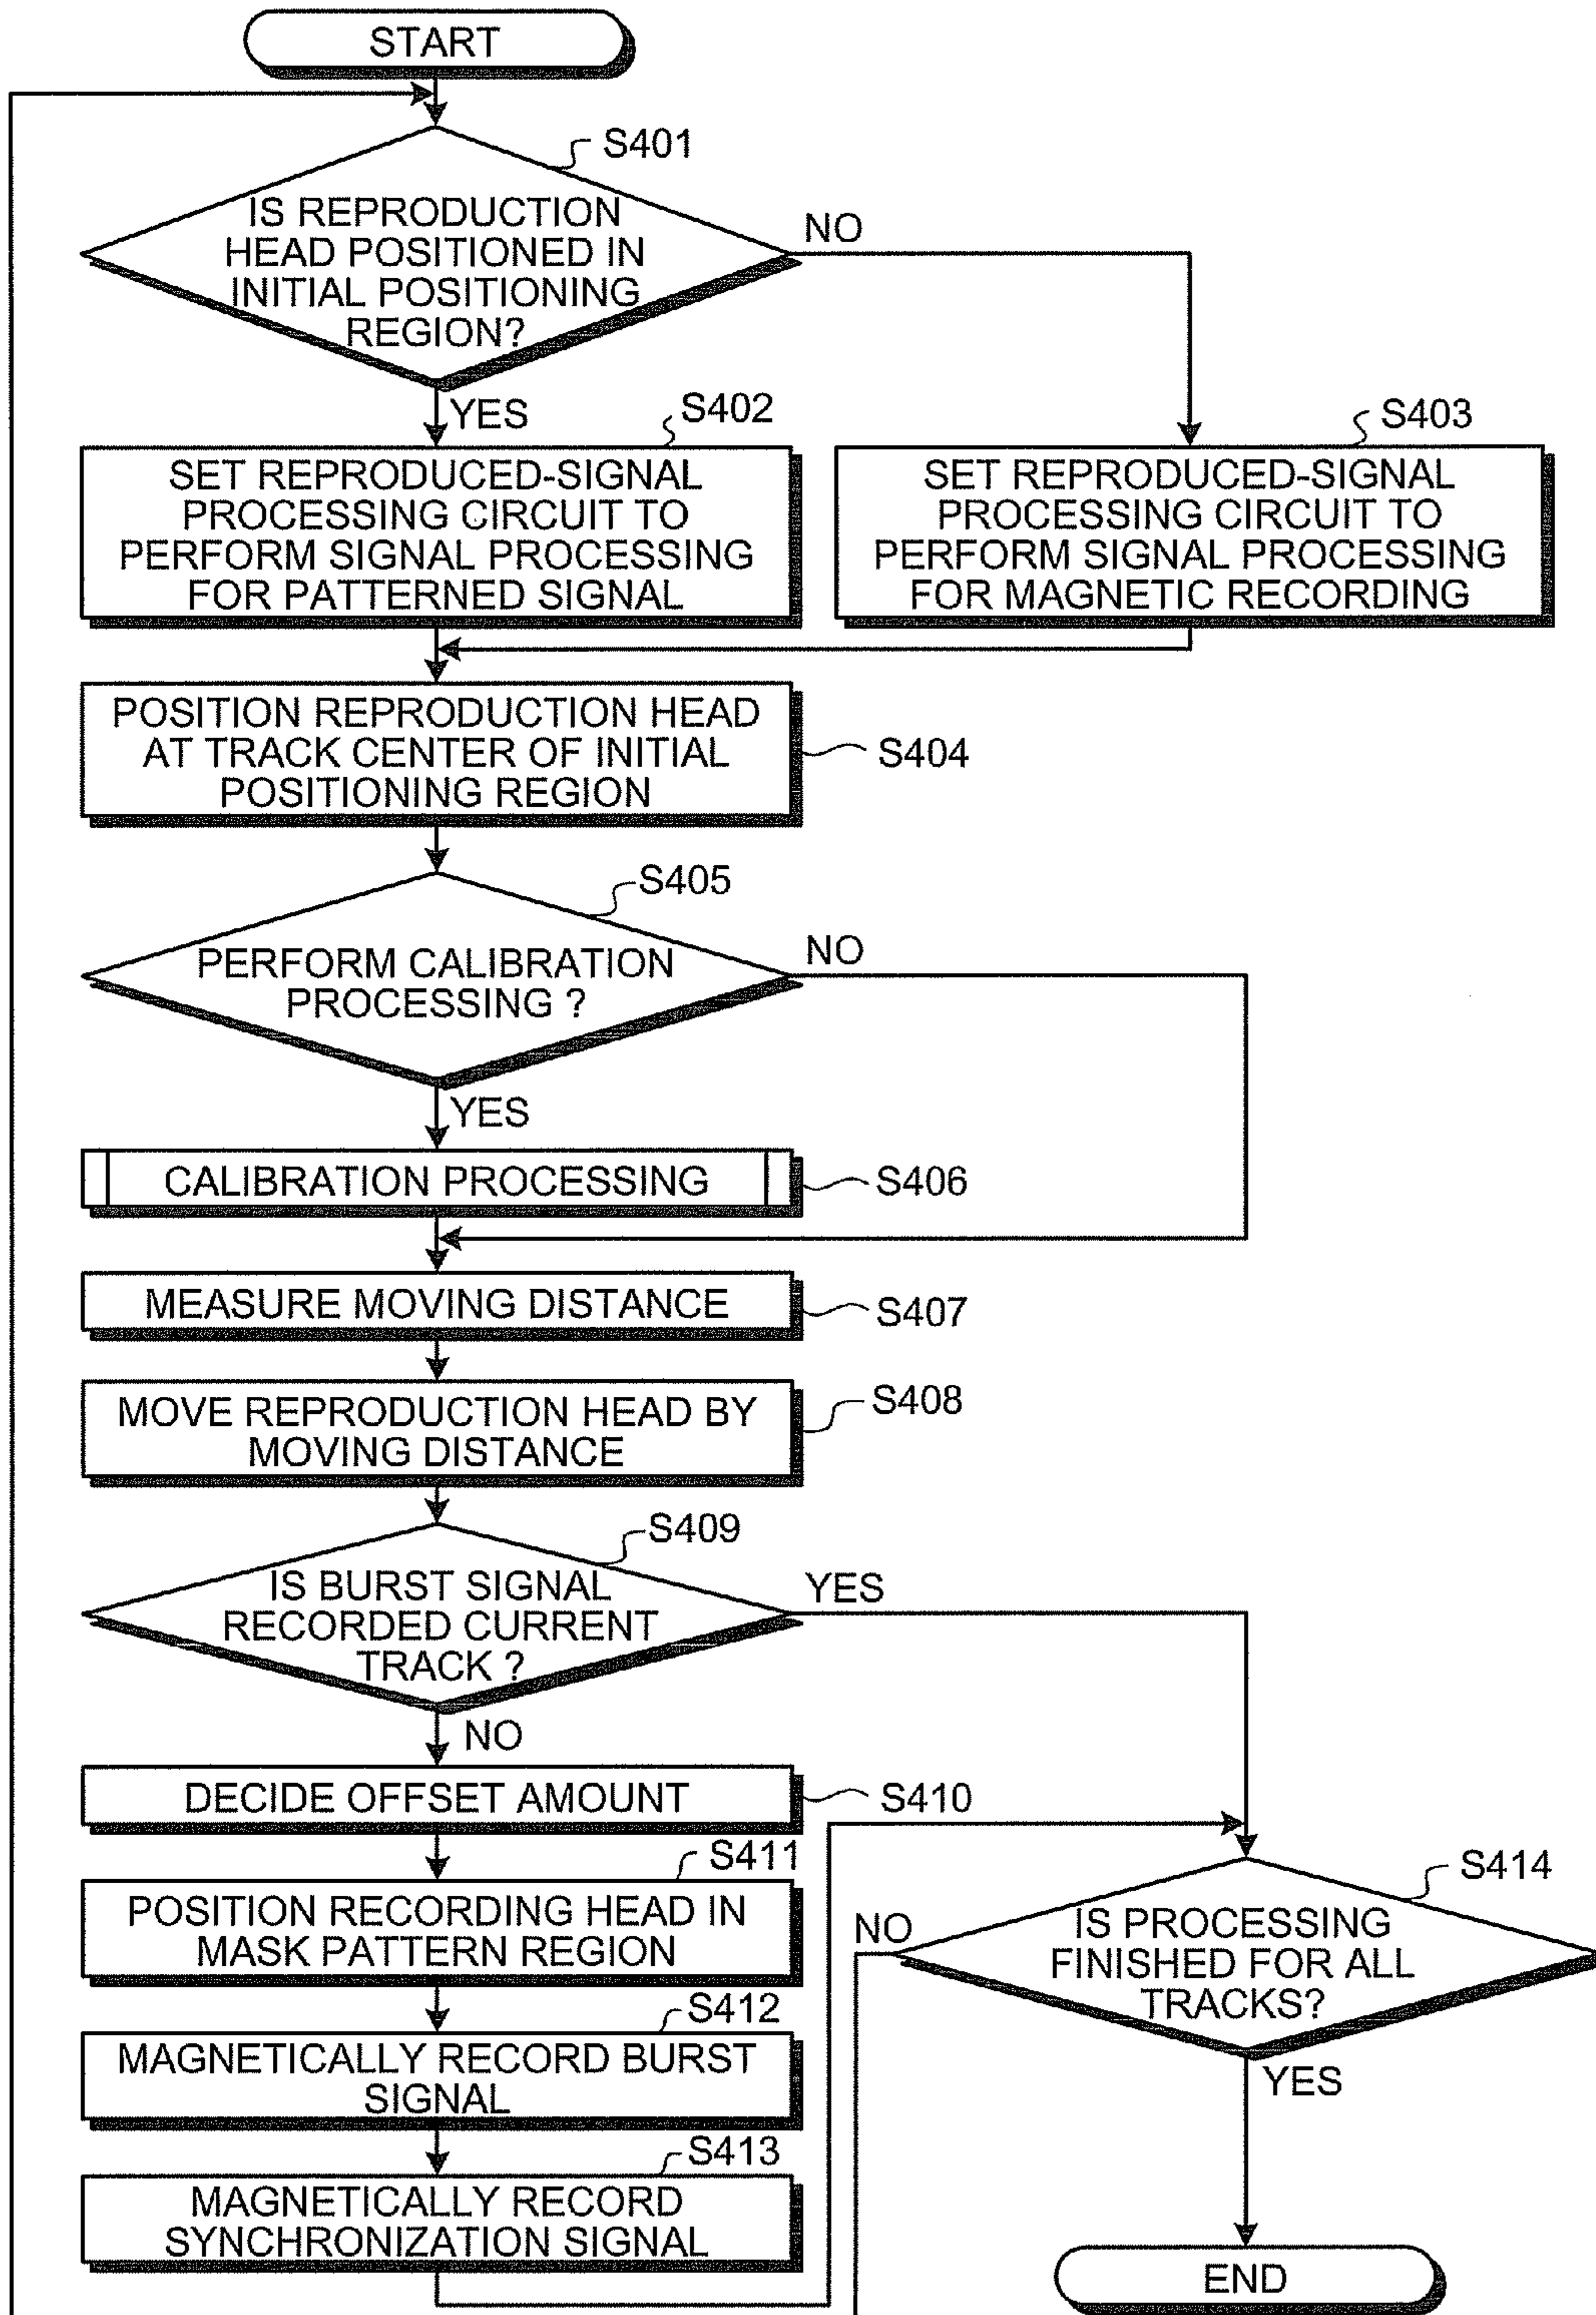 START
S401
IS REPRODUCTION
HEAD POSITIONED IN
INITIAL POSITIONING
REGION?
NO
YES
S402
SET REPRODUCED-SIGNAL
PROCESSING CIRCUIT TO
PERFORM SIGNAL PROCESSING
FOR PATTERNED SIGNAL
S403
SET REPRODUCED-SIGNAL
PROCESSING CIRCUIT TO
PERFORM SIGNAL PROCESSING
FOR MAGNETIC RECORDING
POSITION REPRODUCTION HEAD
AT TRACK CENTER OF INITIAL
POSITIONING REGION
S404
S405
PERFORM CALIBRATION
PROCESSING ?
NO
YES
CALIBRATION PROCESSING
S406
MEASURE MOVING DISTANCE
S407
MOVE REPRODUCTION HEAD BY
MOVING DISTANCE
S408
S409
IS BURST SIGNAL
RECORDED CURRENT
TRACK ?
YES
NO
DECIDE OFFSET AMOUNT
S410
S411
POSITION RECORDING HEAD IN
MASK PATTERN REGION
S412
MAGNETICALLY RECORD BURST
SIGNAL
S413
MAGNETICALLY RECORD
SYNCHRONIZATION SIGNAL
S414
IS PROCESSING
FINISHED FOR ALL
TRACKS?
NO
YES
END